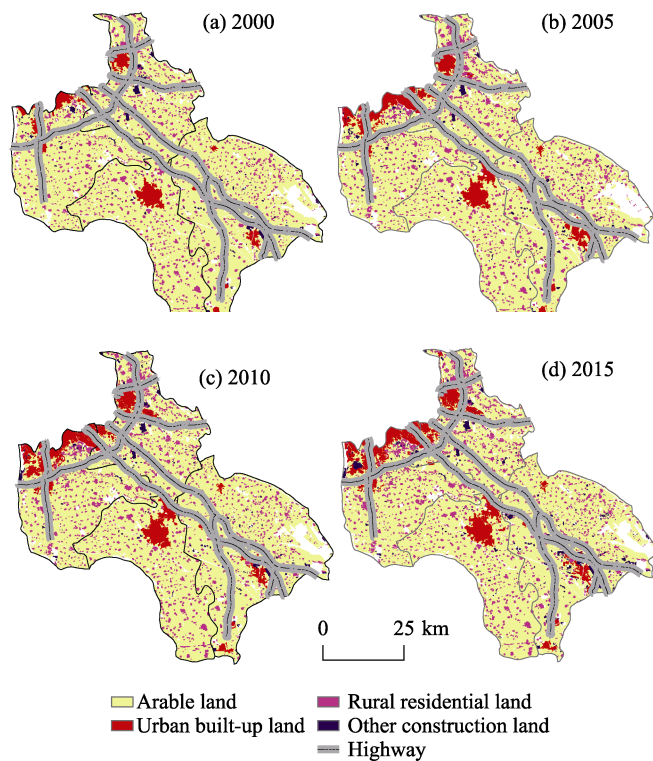 (a) 2000
(b) 2005
(c) 2010
(d) 2015
0 25 km
Arable land
Rural residential land
Urban built-up land
Other construction land
Highway